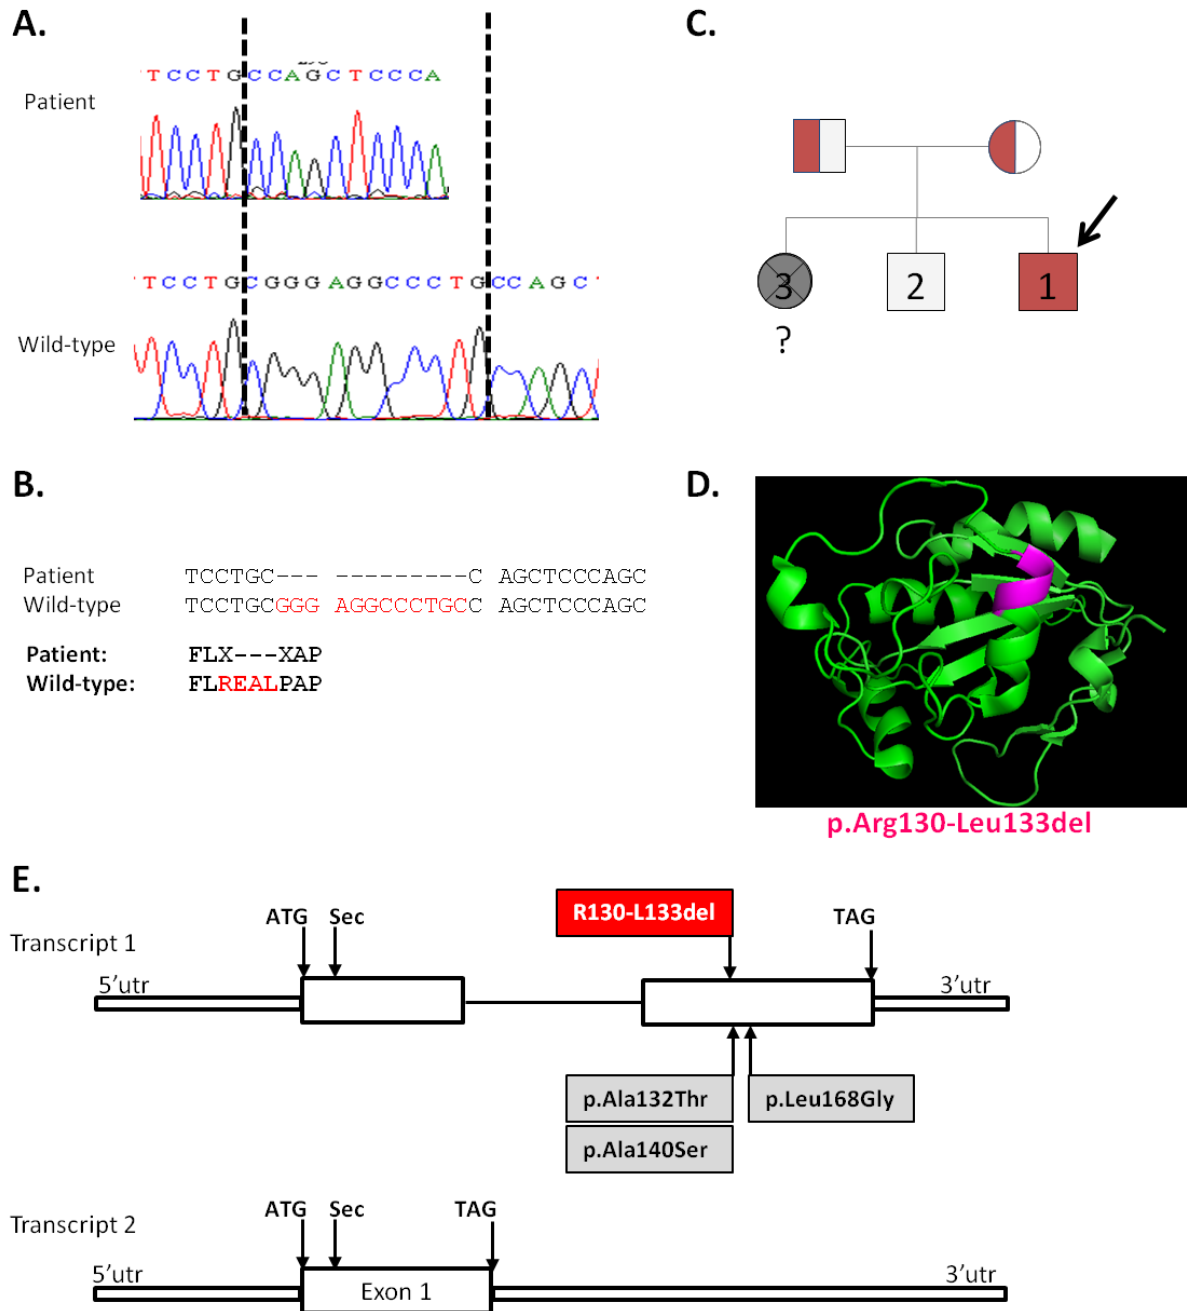 A.
T C C T G C C A G C T C C C A
Patient
T C C T G C G G G A G G C C C T G C C A G C T
Wild-type
B.
Patient TCCTGC--- ----------C AGCTCCCAGC
Wild-type TCCTGCGGG AGGCCCTGCC AGCTCCCAGC
Patient: FLX---XAP
Wild-type: FLREALPAP
C.
3
2
1
?
D.
p.Arg130-Leu133del
E.
R130-L133del
ATG Sec TAG
Transcript 1
5'utr 3'utr
p.Ala132Thr p.Leu168Gly
p.Ala140Ser
ATG Sec TAG
Transcript 2
5'utr 3'utr
Exon 1